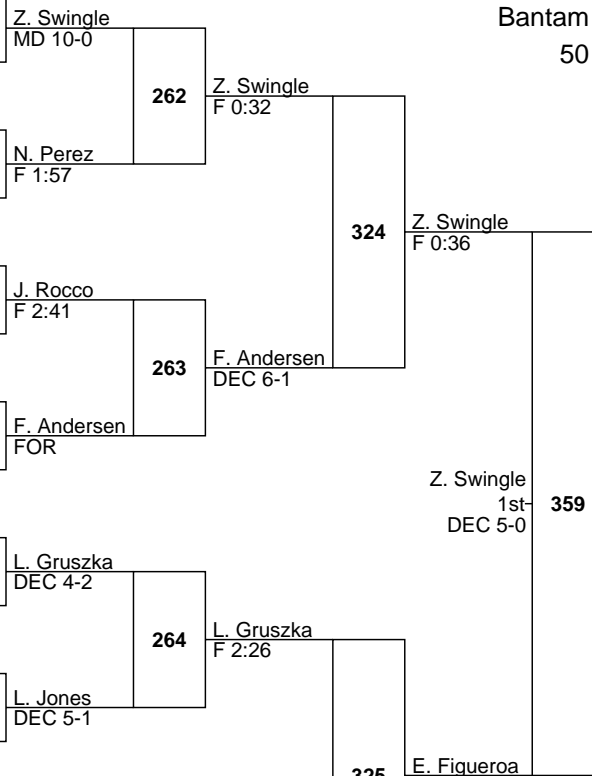 Bantam
50
Z. Swingle
MD 10-0
262
Z. Swingle
F 0:32
N. Perez
F 1:57
324
Z. Swingle
F 0:36
J. Rocco
F 2:41
263
F. Andersen
DEC 6-1
F. Andersen
FOR
Z. Swingle
1st
DEC 5-0
359
L. Gruszka
DEC 4-2
264
L. Gruszka
F 2:26
L. Jones
DEC 5-1
325
E. Figueroa